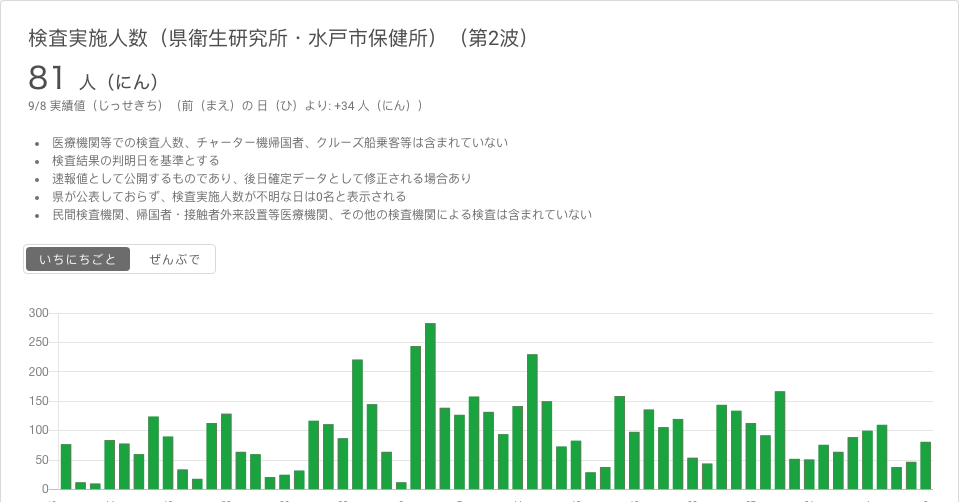 検査実施人数（県衛生研究所・水戸市保健所）（第2波）
81 人（にん）
9/8 実績値（じっせきち）（前（まえ）の 日（ひ）より: +34 人（にん））
医療機関等での検査人数、チャーター機帰国者、クルーズ船乗客等は含まれていない
検査結果の判明日を基準とする
速報値として公開するものであり、後日確定データとして修正される場合あり
県が公表しておらず、検査実施人数が不明な日は0名と表示される
民間検査機関、帰国者・接触者外来設置等医療機関、その他の検査機関による検査は含まれていない
いちにちごと ぜんぶで
300
250
200
150
100
50
0